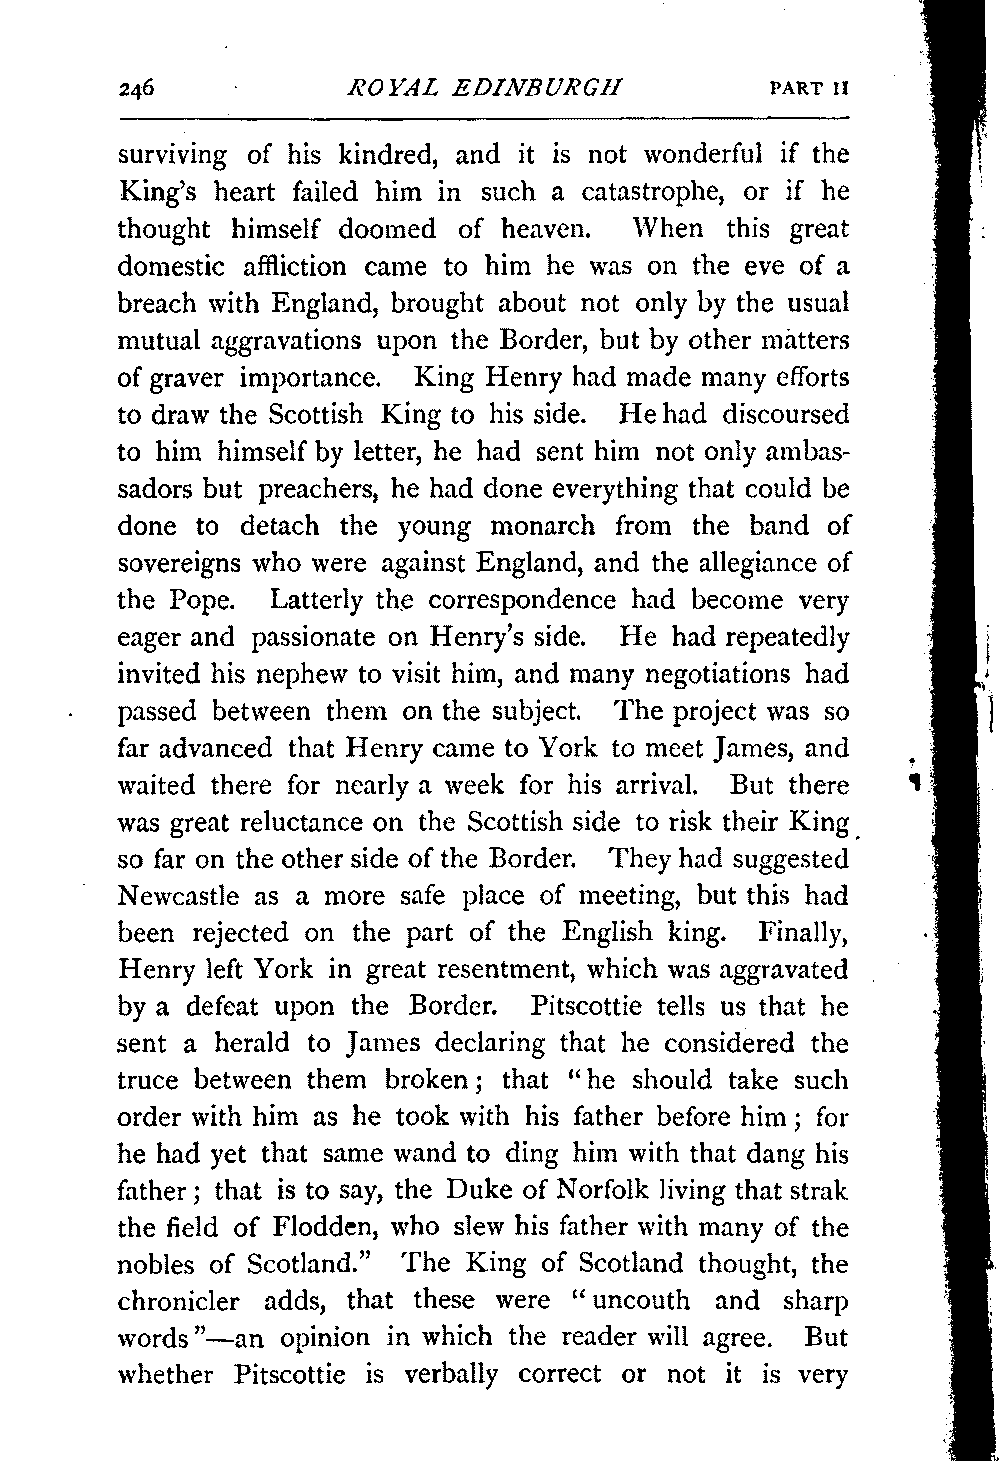 246 ROYAL EDINBURGH PART II
surviving of his kindred, and it is not wonderful if the
King's heart failed him in such a catastrophe, or if he
thought himself doomed of heaven. When this great
domestic affliction came to him he was on the eve of a
breach with England, brought about not only by the usual
mutual aggravations upon the Border, but by other matters
of graver importance. King Henry had made many efforts
to draw the Scottish King to his side. He had discoursed
to him himself by letter, he had sent him not only ambas-
sadors but preachers, he had done everything that could be
done to detach the young monarch from the band of
sovereigns who were against England, and the allegiance of
the Pope. Latterly the correspondence had become very
eager and passionate on Henry's side. He had repeatedly
invited his nephew to visit him, and many negotiations had
passed between them on the subject. The project was so
far advanced that Henry came to York to meet James, and
waited there for nearly a week for his arrival. But there
was great reluctance on the Scottish side to risk their King
so far on the other side of the Border. They had suggested
Newcastle as a more safe place of meeting, but this had
been rejected on the part of the English king. Finally,
Henry left York in great resentment, which was aggravated
by a defeat upon the Border. Pitscottie tells us that he
sent a herald to James declaring that he considered the
truce between them broken; that "he should take such
order with him as he took with his father before him; for
he had yet that same wand to ding him with that dang his
father; that is to say, the Duke of Norfolk living that strak
the field of Flodden, who slew his father with many of the
nobles of Scotland." The King of Scotland thought, the
chronicler adds, that these were "uncouth and sharp
words"—an opinion in which the reader will agree. But
whether Pitscottie is verbally correct or not it is very